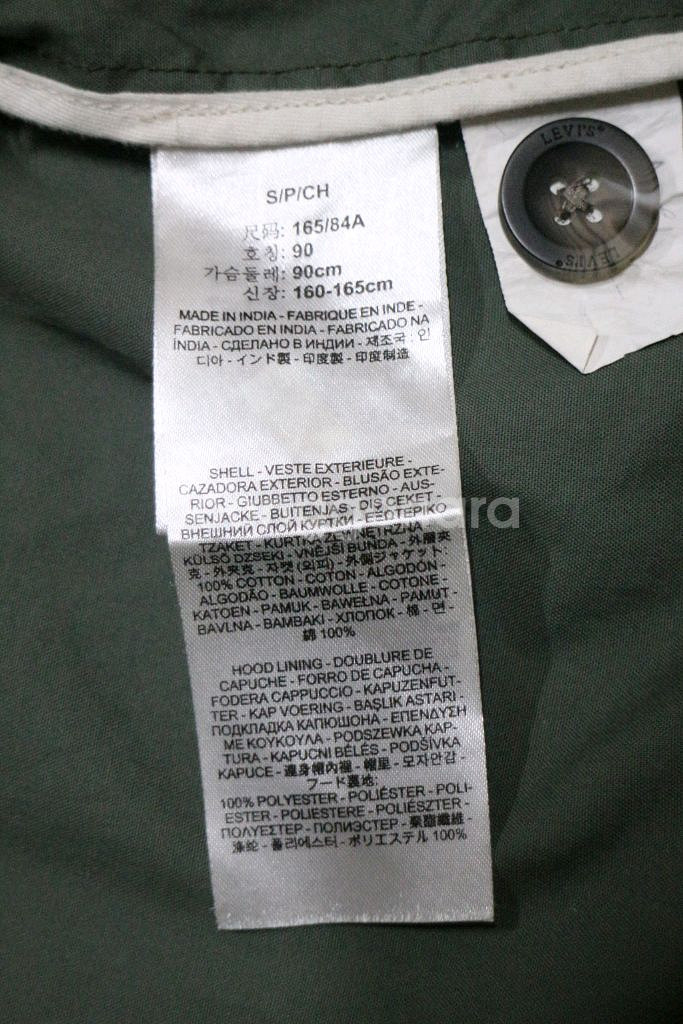 LEVI'S®
LEVI'S®
S/P/CH
尺码: 165/84A
호칭: 90
가슴둘레: 90cm
신장: 160-165cm
MADE IN INDIA - FABRIQUE EN INDE -
FABRICADO EN INDIA - FABRICADO NA
ÍNDIA - СДЕЛАНО В ИНДИИ - 제조국: 인
디아 - インド製 - 印度製 - 印度制造
SHELL - VESTE EXTERIEURE -
CAZADORA EXTERIOR - BLUSÃO EXTE-
RIOR - GIUBBETTO ESTERNO - AUS-
SENJACKE - BUITENJAS - DIŞ CEKET -
ВНЕШНИЙ СЛОЙ КУРТКИ - ΕΞΩΤΕΡΙΚΟ
ΤΖΑΚΕΤ - KURTKA ZEWNĘTRZNA -
KÜLSŐ DZSEKI - VNĚJŠÍ BUNDA - 外層夾
克 - 外夹克 - 자켓 (외피) - 外側ジャケット:
100% COTTON - COTON - ALGODÓN -
ALGODÃO - BAUMWOLLE - COTONE -
KATOEN - PAMUK - BAWEŁNA - PAMUT -
BAVLNA - BAMBAKI - ХЛОПОК - 棉 - 면 -
綿 100%
HOOD LINING - DOUBLURE DE
CAPUCHE - FORRO DE CAPUCHA -
FODERA CAPPUCCIO - KAPUZENFUT-
TER - KAP VOERING - BAŞLIK ASTARI -
ПОДКЛАДКА КАПЮШОНА - ΕΠΕΝΔΥΣΗ
ΜΕ ΚΟΥΚΟΥΛΑ - PODSZEWKA KAP-
TURA - KAPUCNI BÉLÉS - PODŠÍVKA
KAPUCE - 連身帽內裡 - 帽里 - 모자안감 -
フード裏地:
100% POLYESTER - POLIÉSTER - POLI-
ESTER - POLIESTERE - POLIÉSZTER -
ΠΟΛΥΕΣΤΕΡ - ПОЛИЭСТЕР - 聚酯纖維 -
涤纶 - 폴리에스터 - ポリエステル 100%